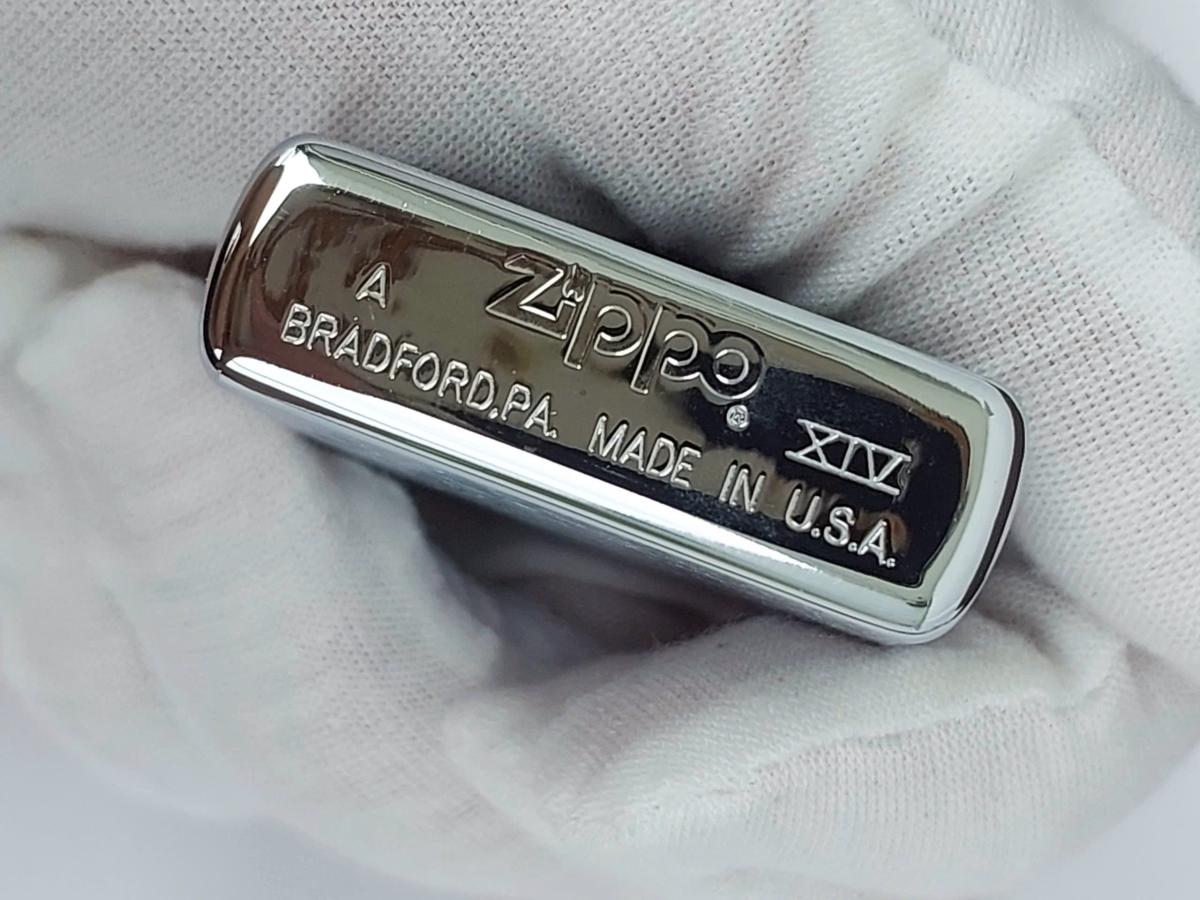 A Zippo® XIV
BRADFORD,PA. MADE IN U.S.A.